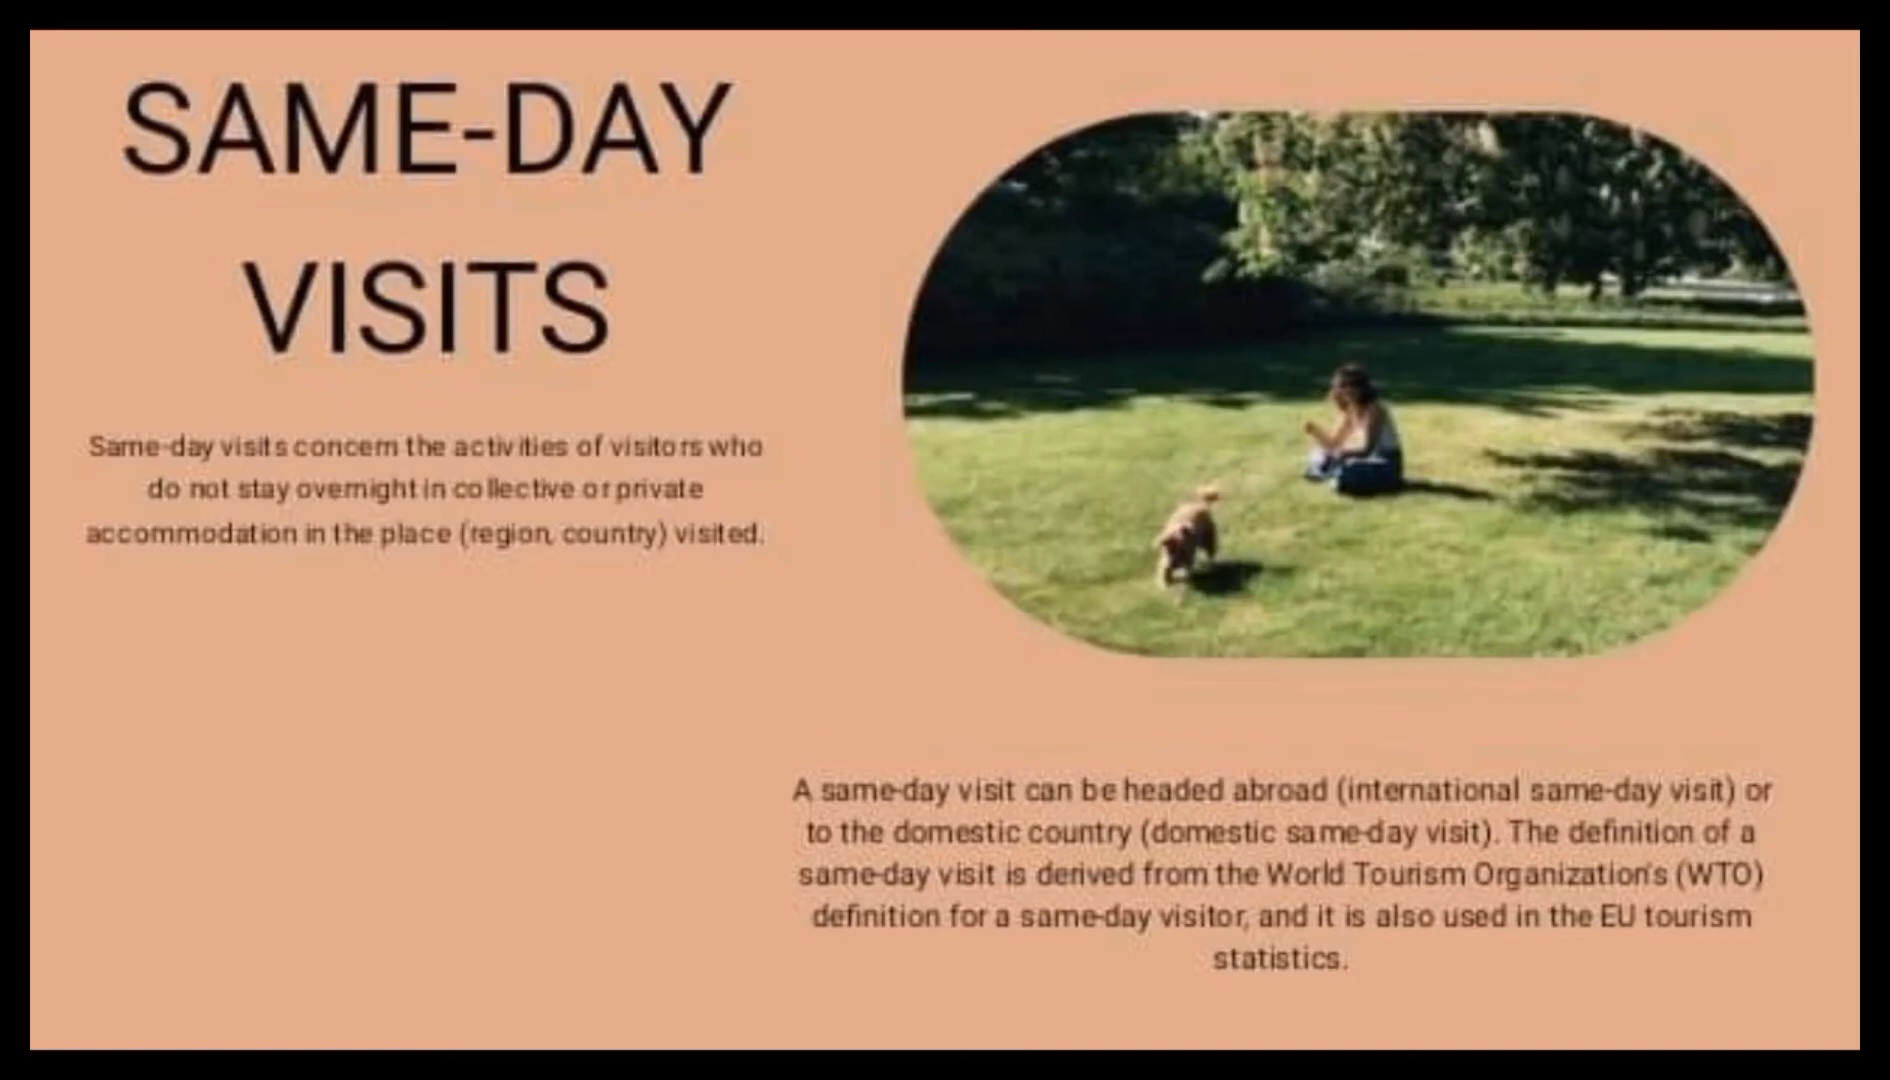 SAME-DAY
VISITS
Same-day visits concern the activities of visitors who
do not stay overnight in collective or private
accommodation in the place (region, country) visited.
A same-day visit can be headed abroad (international same-day visit) or
to the domestic country (domestic same-day visit). The definition of a
same-day visit is derived from the World Tourism Organization's (WTO)
definition for a same-day visitor, and it is also used in the EU tourism
statistics.